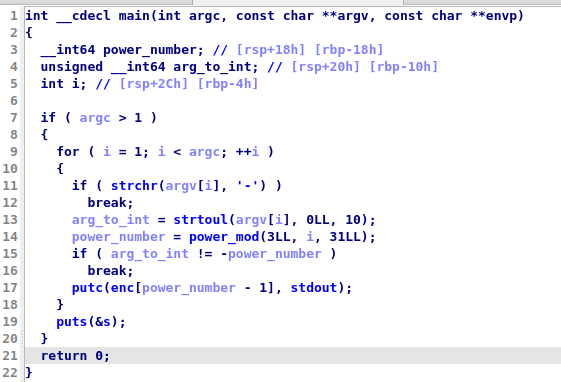 1 int __cdecl main(int argc, const char **argv, const char **envp)
2 {
3   __int64 power_number; // [rsp+18h] [rbp-18h]
4   unsigned __int64 arg_to_int; // [rsp+20h] [rbp-10h]
5   int i; // [rsp+2Ch] [rbp-4h]
6
7   if ( argc > 1 )
8   {
9     for ( i = 1; i < argc; ++i )
10     {
11       if ( strchr(argv[i], '-') )
12         break;
13       arg_to_int = strtoul(argv[i], 0LL, 10);
14       power_number = power_mod(3LL, i, 31LL);
15       if ( arg_to_int != -power_number )
16         break;
17       putc(enc[power_number - 1], stdout);
18     }
19     puts(&s);
20   }
21   return 0;
22 }